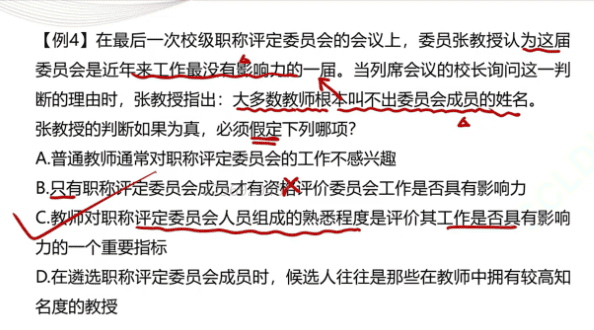 【例4】在最后一次校级职称评定委员会的会议上，委员张教授认为这届
委员会是近年来工作最没有影响力的一届。当列席会议的校长询问这一判
断的理由时，张教授指出：大多数教师根本叫不出委员会成员的姓名。
张教授的判断如果为真，必须假定下列哪项？
A.普通教师通常对职称评定委员会的工作不感兴趣
B.只有职称评定委员会成员才有资格评价委员会工作是否具有影响力
C.教师对职称评定委员会人员组成的熟悉程度是评价其工作是否具有影响
力的一个重要指标
D.在遴选职称评定委员会成员时，候选人往往是那些在教师中拥有较高知
名度的教授